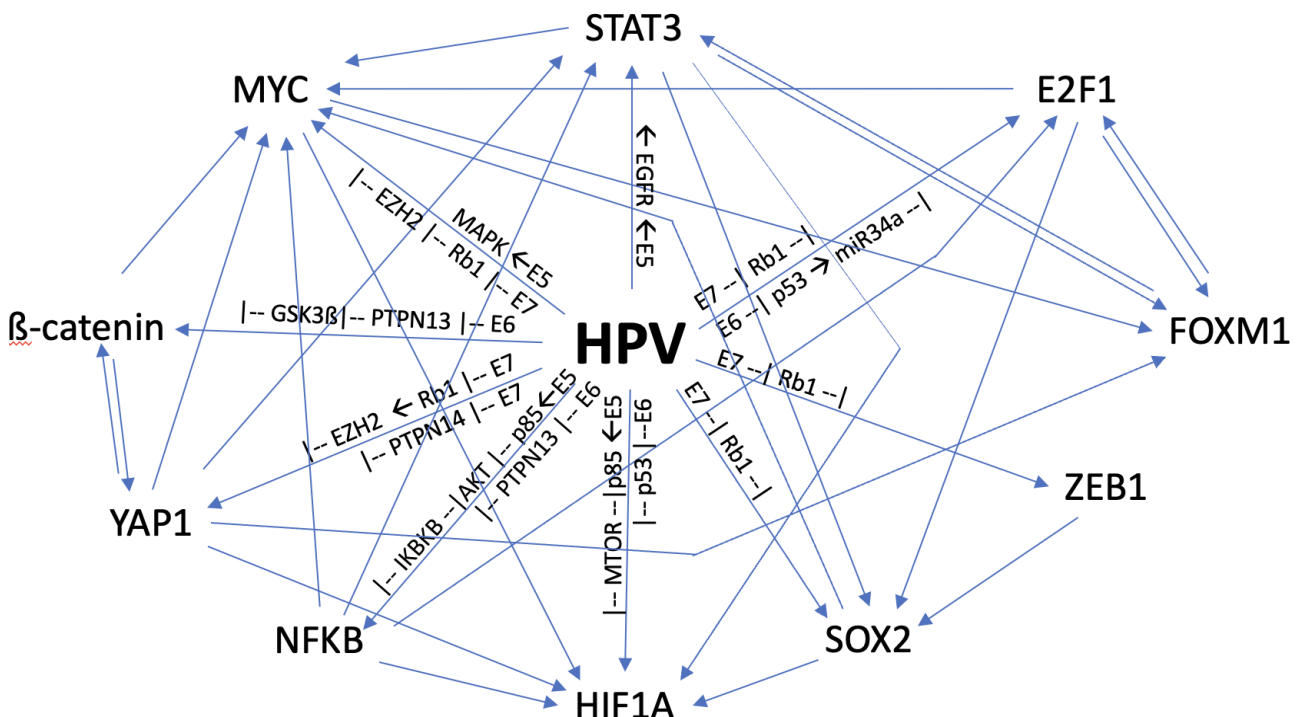 STAT3
MYC
E2F1
← EGFR ←E5
|-- EZH2 |-- Rb1 |-- E7
MAPK ←E5
E7 --| Rb1 --|
E6 --| p53 → miR34a --|
ß-catenin
|-- GSK3ß|-- PTPN13 |-- E6
HPV
FOXM1
E7 --| Rb1 --|
|-- EZH2 ← Rb1 |-- E7
|-- PTPN14 |-- E7
|-- IKBKB --|AKT |-- p85←E5
|-- PTPN13 |-- E6
|-- MTOR --|p85 ←E5
|--p53 |--E6
E7 --| Rb1 --|
ZEB1
YAP1
NFKB
SOX2
HIF1A